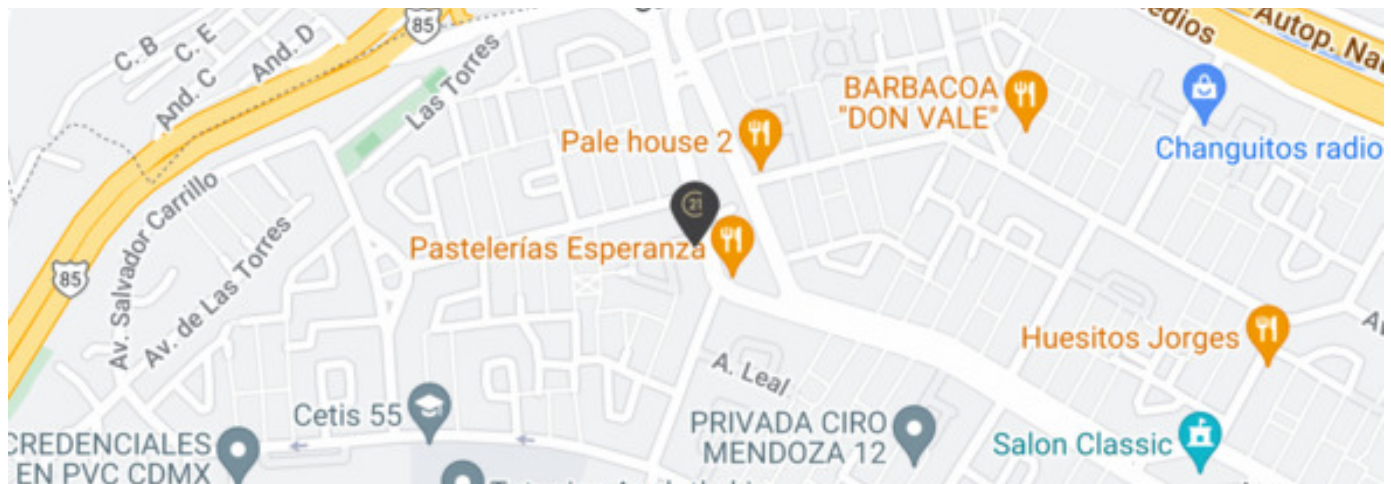 85
C. B
C. E
And. D
And. C
Las Torres
edios
Autop. Na
BARBACOA
"DON VALE"
Pale house 2
Changuitos radio
21
Pastelerías Esperanza
85
Av. Salvador Carrillo
Av. de Las Torres
Huesitos Jorges
A. Leal
Cetis 55
PRIVADA CIRO
MENDOZA 12
Salon Classic
CREDENCIALES
EN PVC CDMX